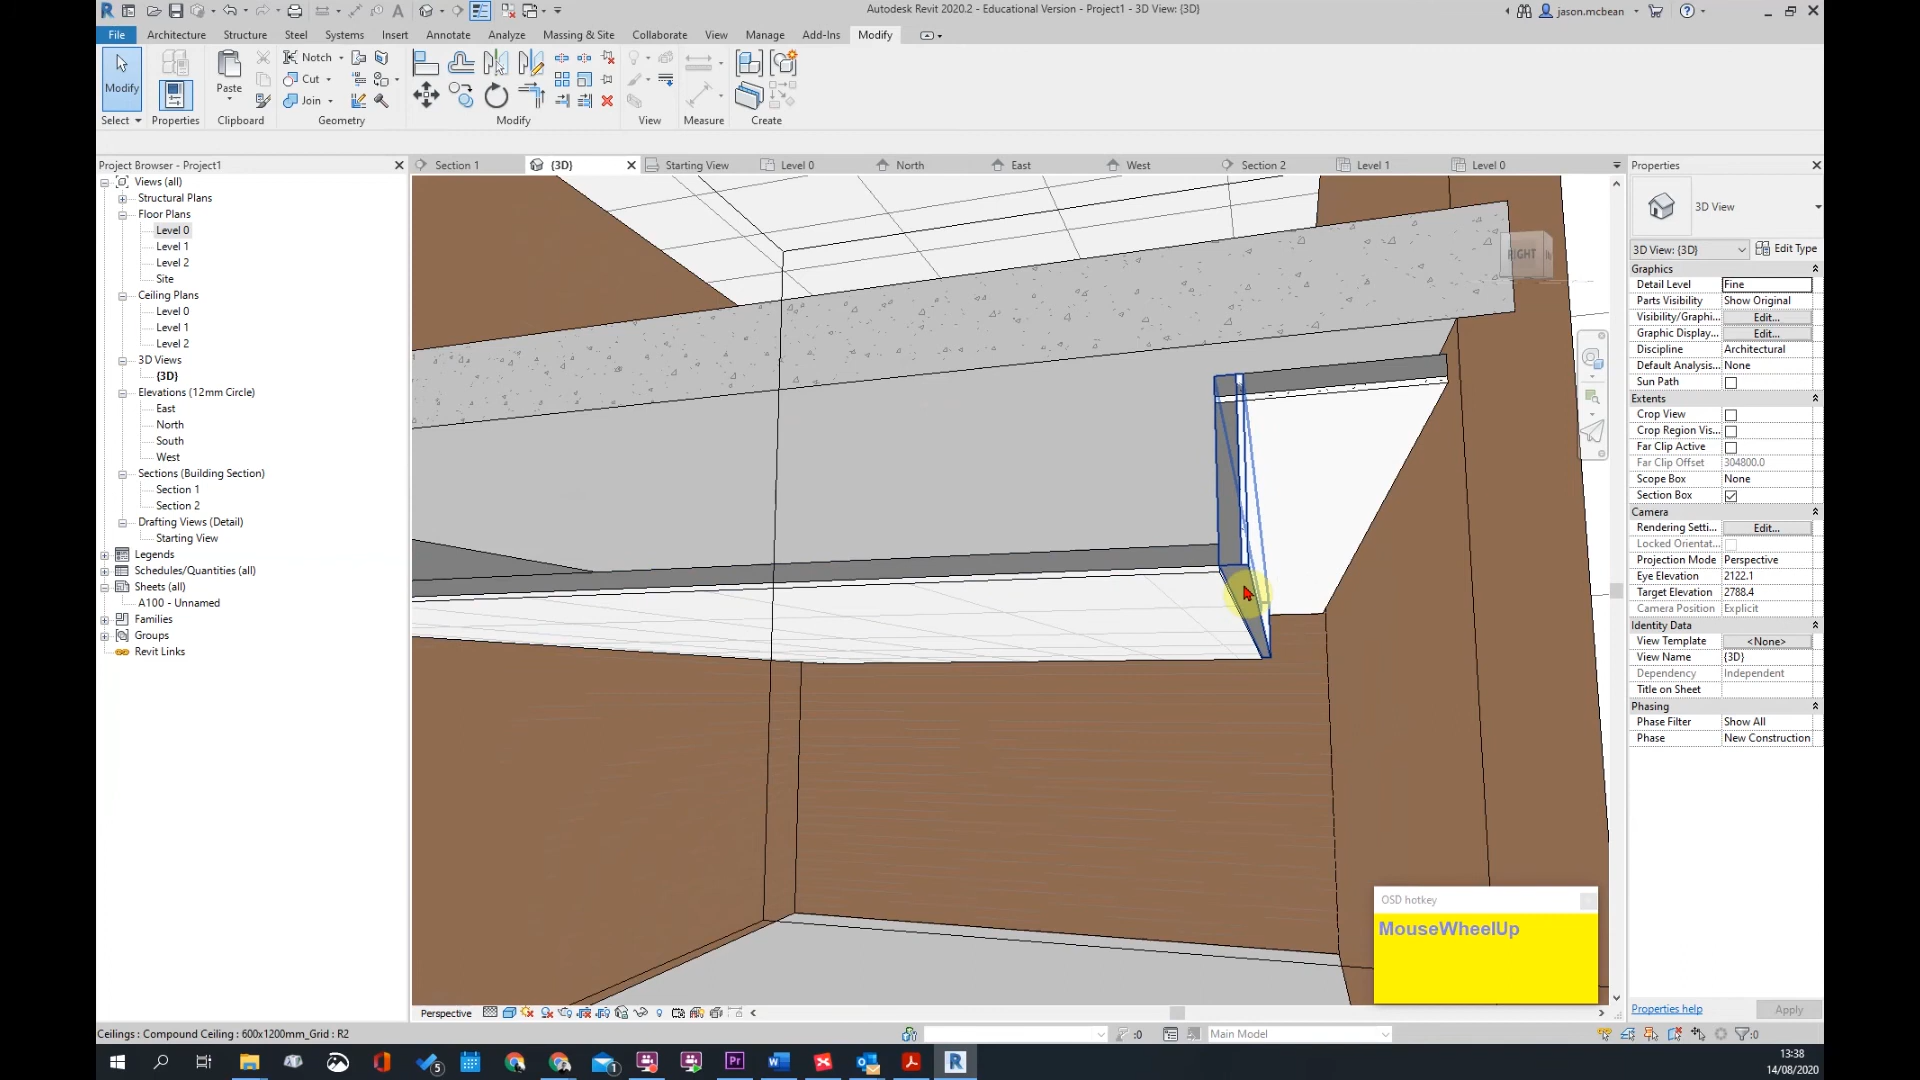 Autodesk Revit 2020.2 - Educational Version - Project1 - 3D View: {3D}
jason.mcbean
File Architecture Structure Steel Systems Insert Annotate Analyze Massing & Site Collaborate View Manage Add-Ins Modify
Modify
Paste
Notch
Cut
Join
Select Properties Clipboard Geometry Modify View Measure Create
Project Browser - Project1
Views (all)
Structural Plans
Floor Plans
Level 0
Level 1
Level 2
Site
Ceiling Plans
Level 0
Level 1
Level 2
3D Views
{3D}
Elevations (12mm Circle)
East
North
South
West
Sections (Building Section)
Section 1
Section 2
Drafting Views (Detail)
Starting View
Legends
Schedules/Quantities (all)
Sheets (all)
A100 - Unnamed
Families
Groups
Revit Links
Section 1 {3D} Starting View Level 0 North East West Section 2 Level 1 Level 0
RIGHT
Properties
3D View
3D View: {3D} Edit Type
Graphics
Detail Level Fine
Parts Visibility Show Original
Visibility/Graphi... Edit...
Graphic Display... Edit...
Discipline Architectural
Default Analysis... None
Sun Path
Extents
Crop View
Crop Region Vis...
Far Clip Active
Far Clip Offset 304800.0
Scope Box None
Section Box
Camera
Rendering Setti... Edit...
Locked Orientat...
Projection Mode Perspective
Eye Elevation 2122.1
Target Elevation 2788.4
Camera Position Explicit
Identity Data
View Template <None>
View Name {3D}
Dependency Independent
Title on Sheet
Phasing
Phase Filter Show All
Phase New Construction
Properties help Apply
OSD hotkey
MouseWheelUp
Perspective
Ceilings : Compound Ceiling : 600x1200mm_Grid : R2
:0
Main Model
:0
5
1
Pr
13:38
14/08/2020